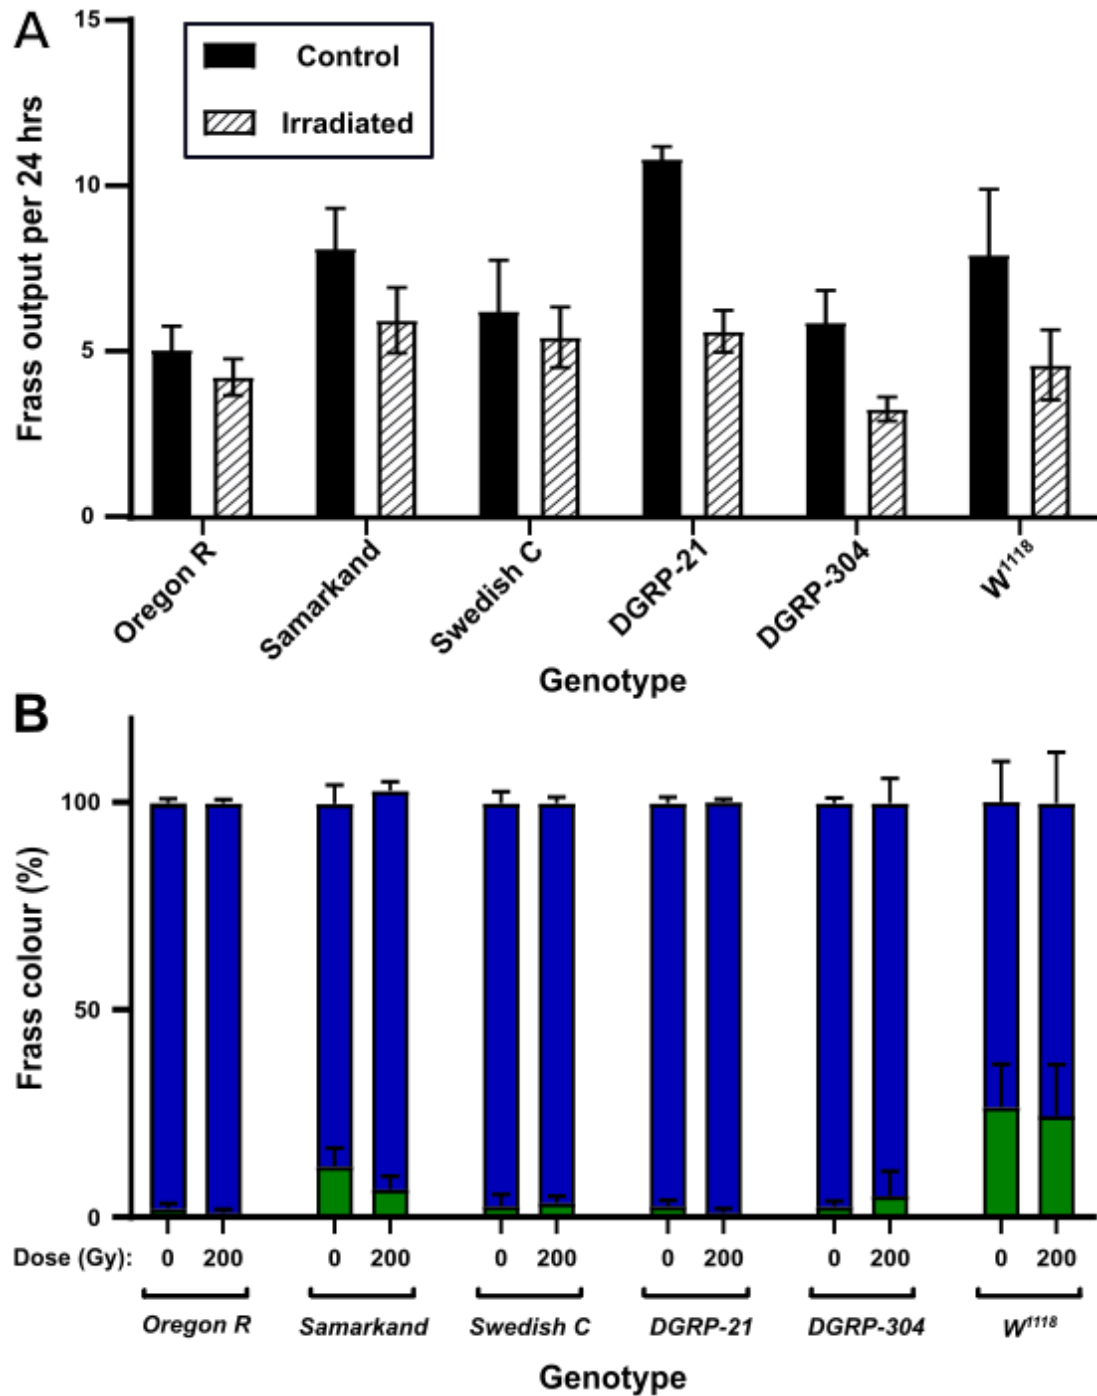 A
15
10
5
0
Frass output per 24 hrs
Control
Irradiated
Oregon R
Samarkand
Swedish C
DGRP-21
DGRP-304
W¹¹¹⁸
Genotype
B
100
50
0
Frass colour (%)
Dose (Gy): 0 200 0 200 0 200 0 200 0 200 0 200
Oregon R Samarkand Swedish C DGRP-21 DGRP-304 W¹¹¹⁸
Genotype